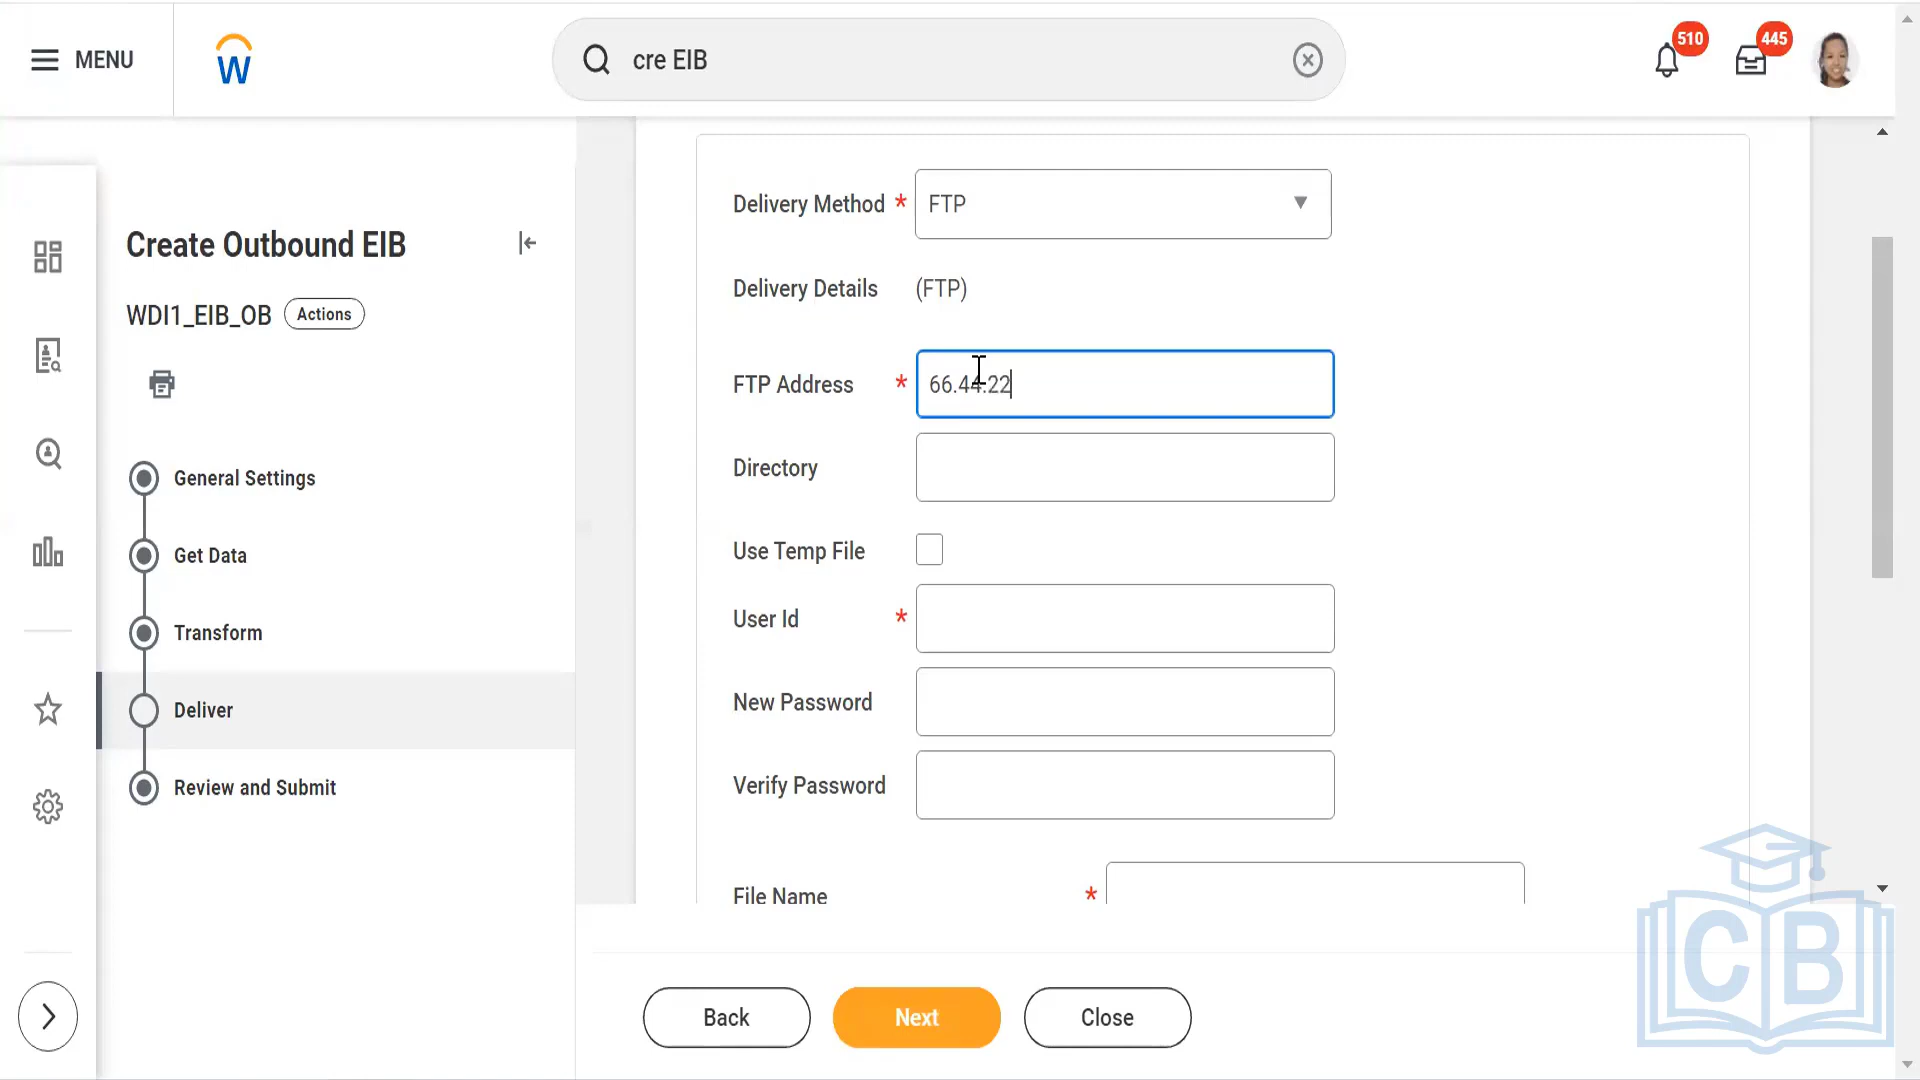 MENU
W
cre EIB
510
445
Create Outbound EIB
WDI1_EIB_OB
Actions
General Settings
Get Data
Transform
Deliver
Review and Submit
Delivery Method *
FTP
Delivery Details
(FTP)
FTP Address *
66.44.22
Directory
Use Temp File
User Id *
New Password
Verify Password
File Name *
Back
Next
Close
CB